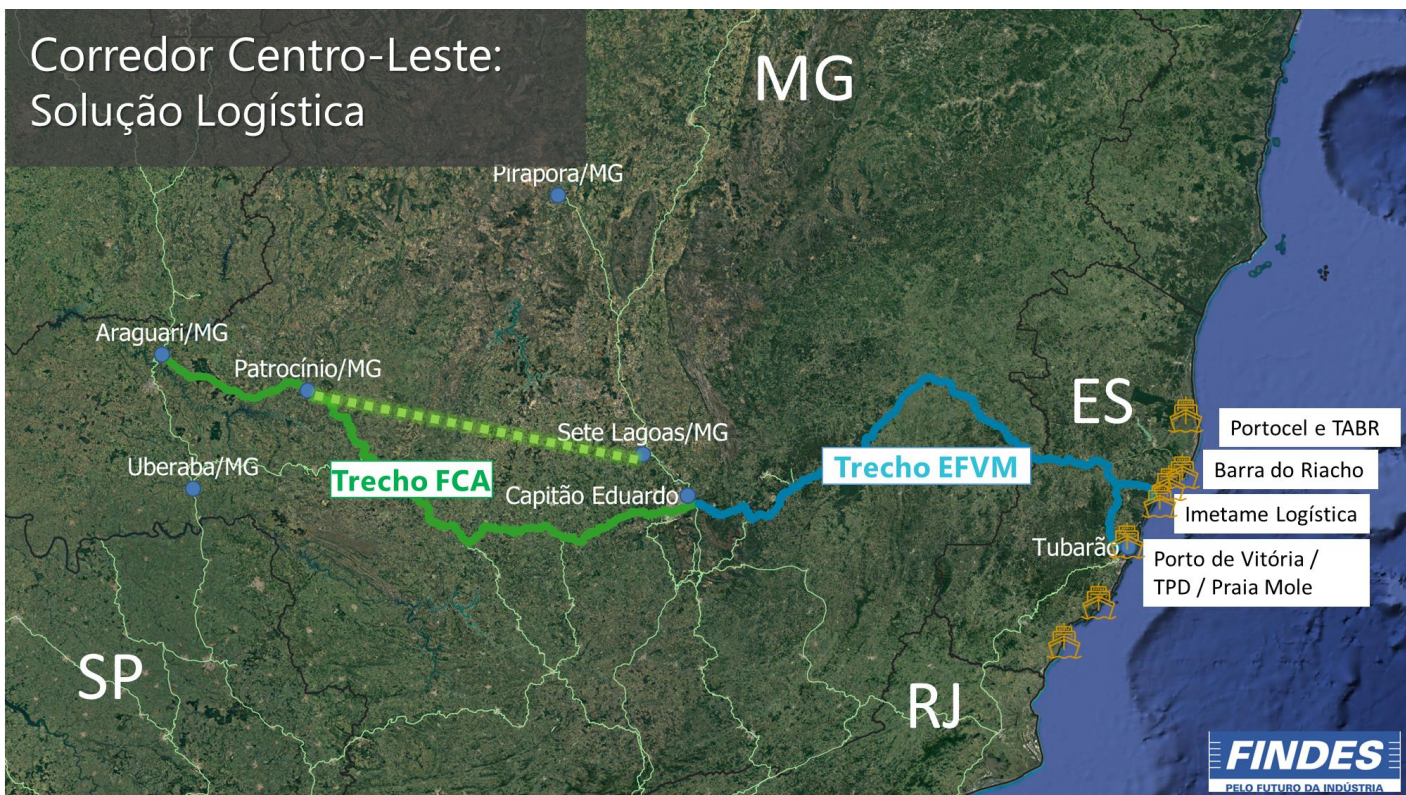 Corredor Centro-Leste:
Solução Logística
MG
Pirapora/MG
Araguari/MG
Patrocínio/MG
ES
Portocel e TABR
Sete Lagoas/MG
Uberaba/MG
Trecho FCA
Trecho EFVM
Barra do Riacho
Capitão Eduardo
Imetame Logística
Tubarão
Porto de Vitória /
TPD / Praia Mole
SP
RJ
FINDES
PELO FUTURO DA INDÚSTRIA